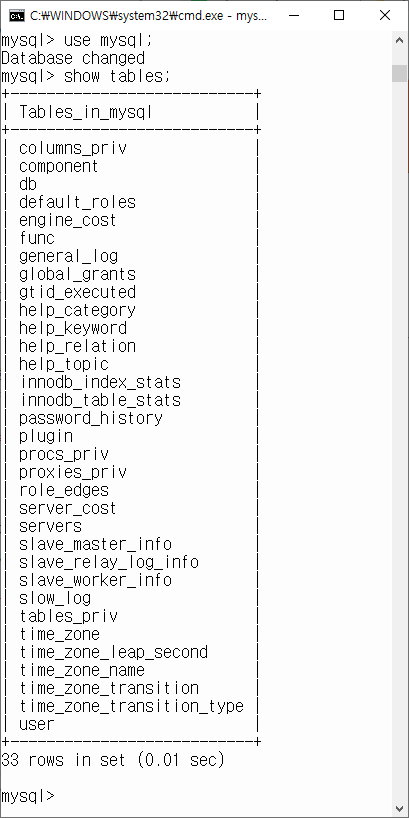 C:₩WINDOWS₩system32₩cmd.exe - mys...
mysql> use mysql;
Database changed
mysql> show tables;
+---------------------------+
| Tables_in_mysql           |
+---------------------------+
| columns_priv              |
| component                 |
| db                        |
| default_roles             |
| engine_cost               |
| func                      |
| general_log               |
| global_grants             |
| gtid_executed             |
| help_category             |
| help_keyword              |
| help_relation             |
| help_topic                |
| innodb_index_stats        |
| innodb_table_stats        |
| password_history          |
| plugin                    |
| procs_priv                |
| proxies_priv              |
| role_edges                |
| server_cost               |
| servers                   |
| slave_master_info         |
| slave_relay_log_info      |
| slave_worker_info         |
| slow_log                  |
| tables_priv               |
| time_zone                 |
| time_zone_leap_second     |
| time_zone_name            |
| time_zone_transition      |
| time_zone_transition_type |
| user                      |
+---------------------------+
33 rows in set (0.01 sec)
mysql>